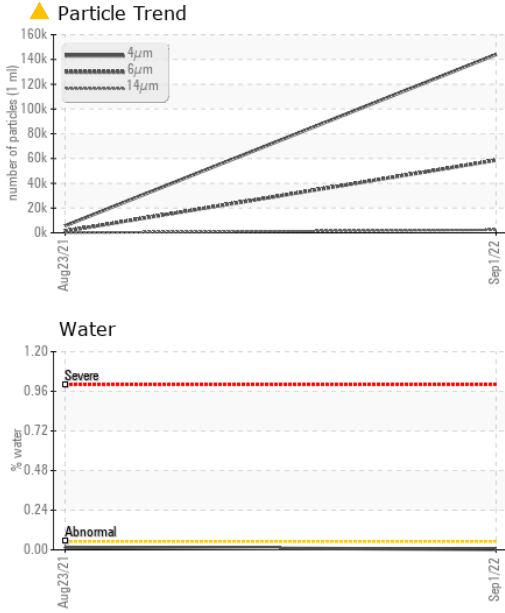 Particle Trend
number of particles (1 ml)
160k
140k
120k
100k
80k
60k
40k
20k
0k
4µm
6µm
14µm
Aug23/21
Sep1/22
Water
% water
1.20
0.96
0.72
0.48
0.24
0.00
Severe
Abnormal
Aug23/21
Sep1/22